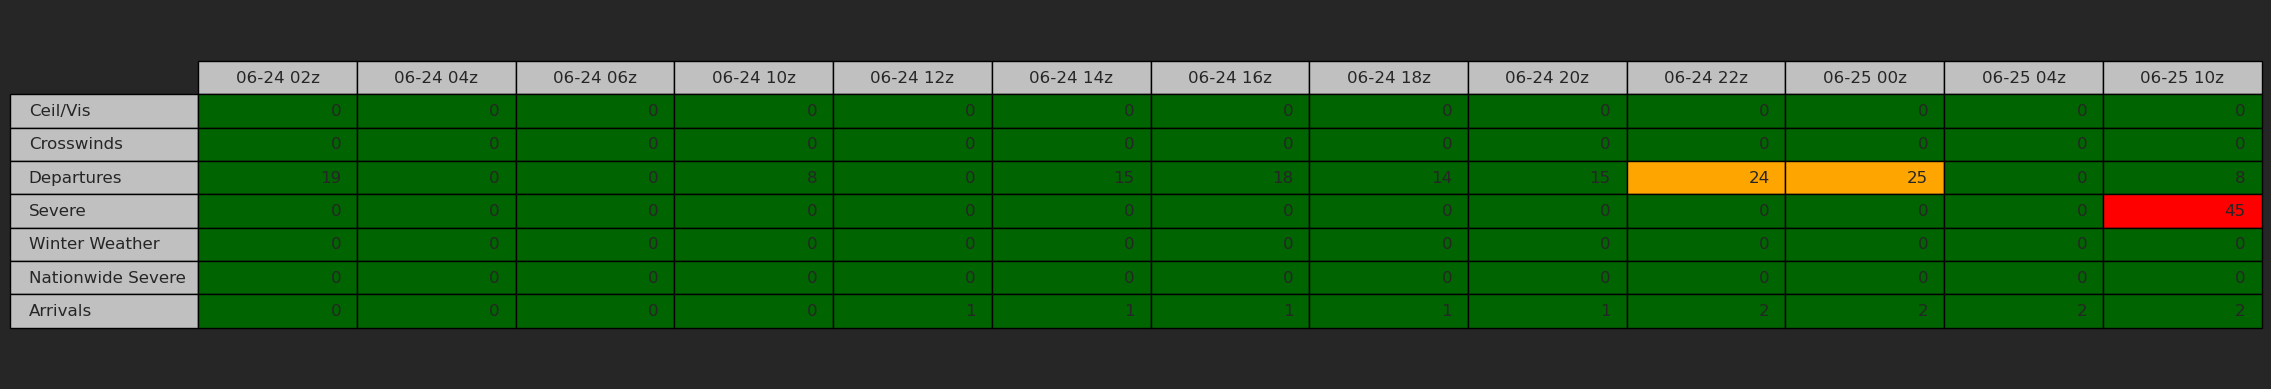 06-24 02z 06-24 04z 06-24 06z 06-24 10z 06-24 12z 06-24 14z 06-24 16z 06-24 18z 06-24 20z 06-24 22z 06-25 00z 06-25 04z 06-25 10z
Ceil/Vis 0 0 0 0 0 0 0 0 0 0 0 0 0
Crosswinds 0 0 0 0 0 0 0 0 0 0 0 0 0
Departures 19 0 0 8 0 15 18 14 15 24 25 0 8
Severe 0 0 0 0 0 0 0 0 0 0 0 0 45
Winter Weather 0 0 0 0 0 0 0 0 0 0 0 0 0
Nationwide Severe 0 0 0 0 0 0 0 0 0 0 0 0 0
Arrivals 0 0 0 0 1 1 1 1 1 2 2 2 2